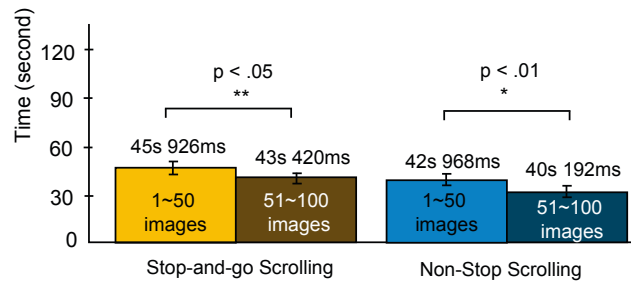 Time (second)
120
90
60
30
0
p < .05
**
45s 926ms
43s 420ms
1~50
images
51~100
images
Stop-and-go Scrolling
p < .01
*
42s 968ms
40s 192ms
1~50
images
51~100
images
Non-Stop Scrolling